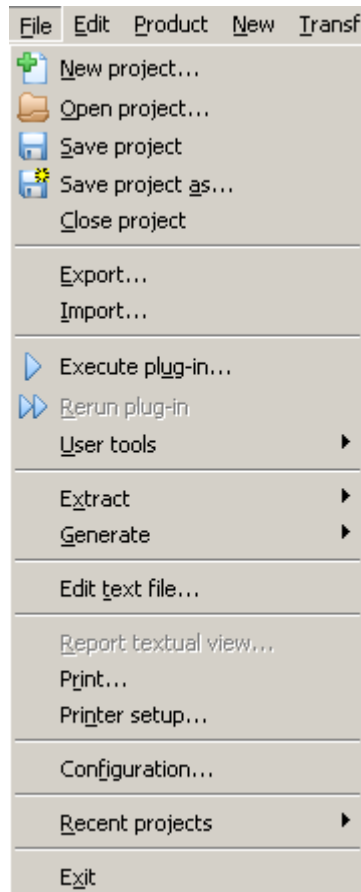 File Edit Product New Transf
New project...
Open project...
Save project
Save project as...
Close project
Export...
Import...
Execute plug-in...
Rerun plug-in
User tools
Extract
Generate
Edit text file...
Report textual view...
Print...
Printer setup...
Configuration...
Recent projects
Exit